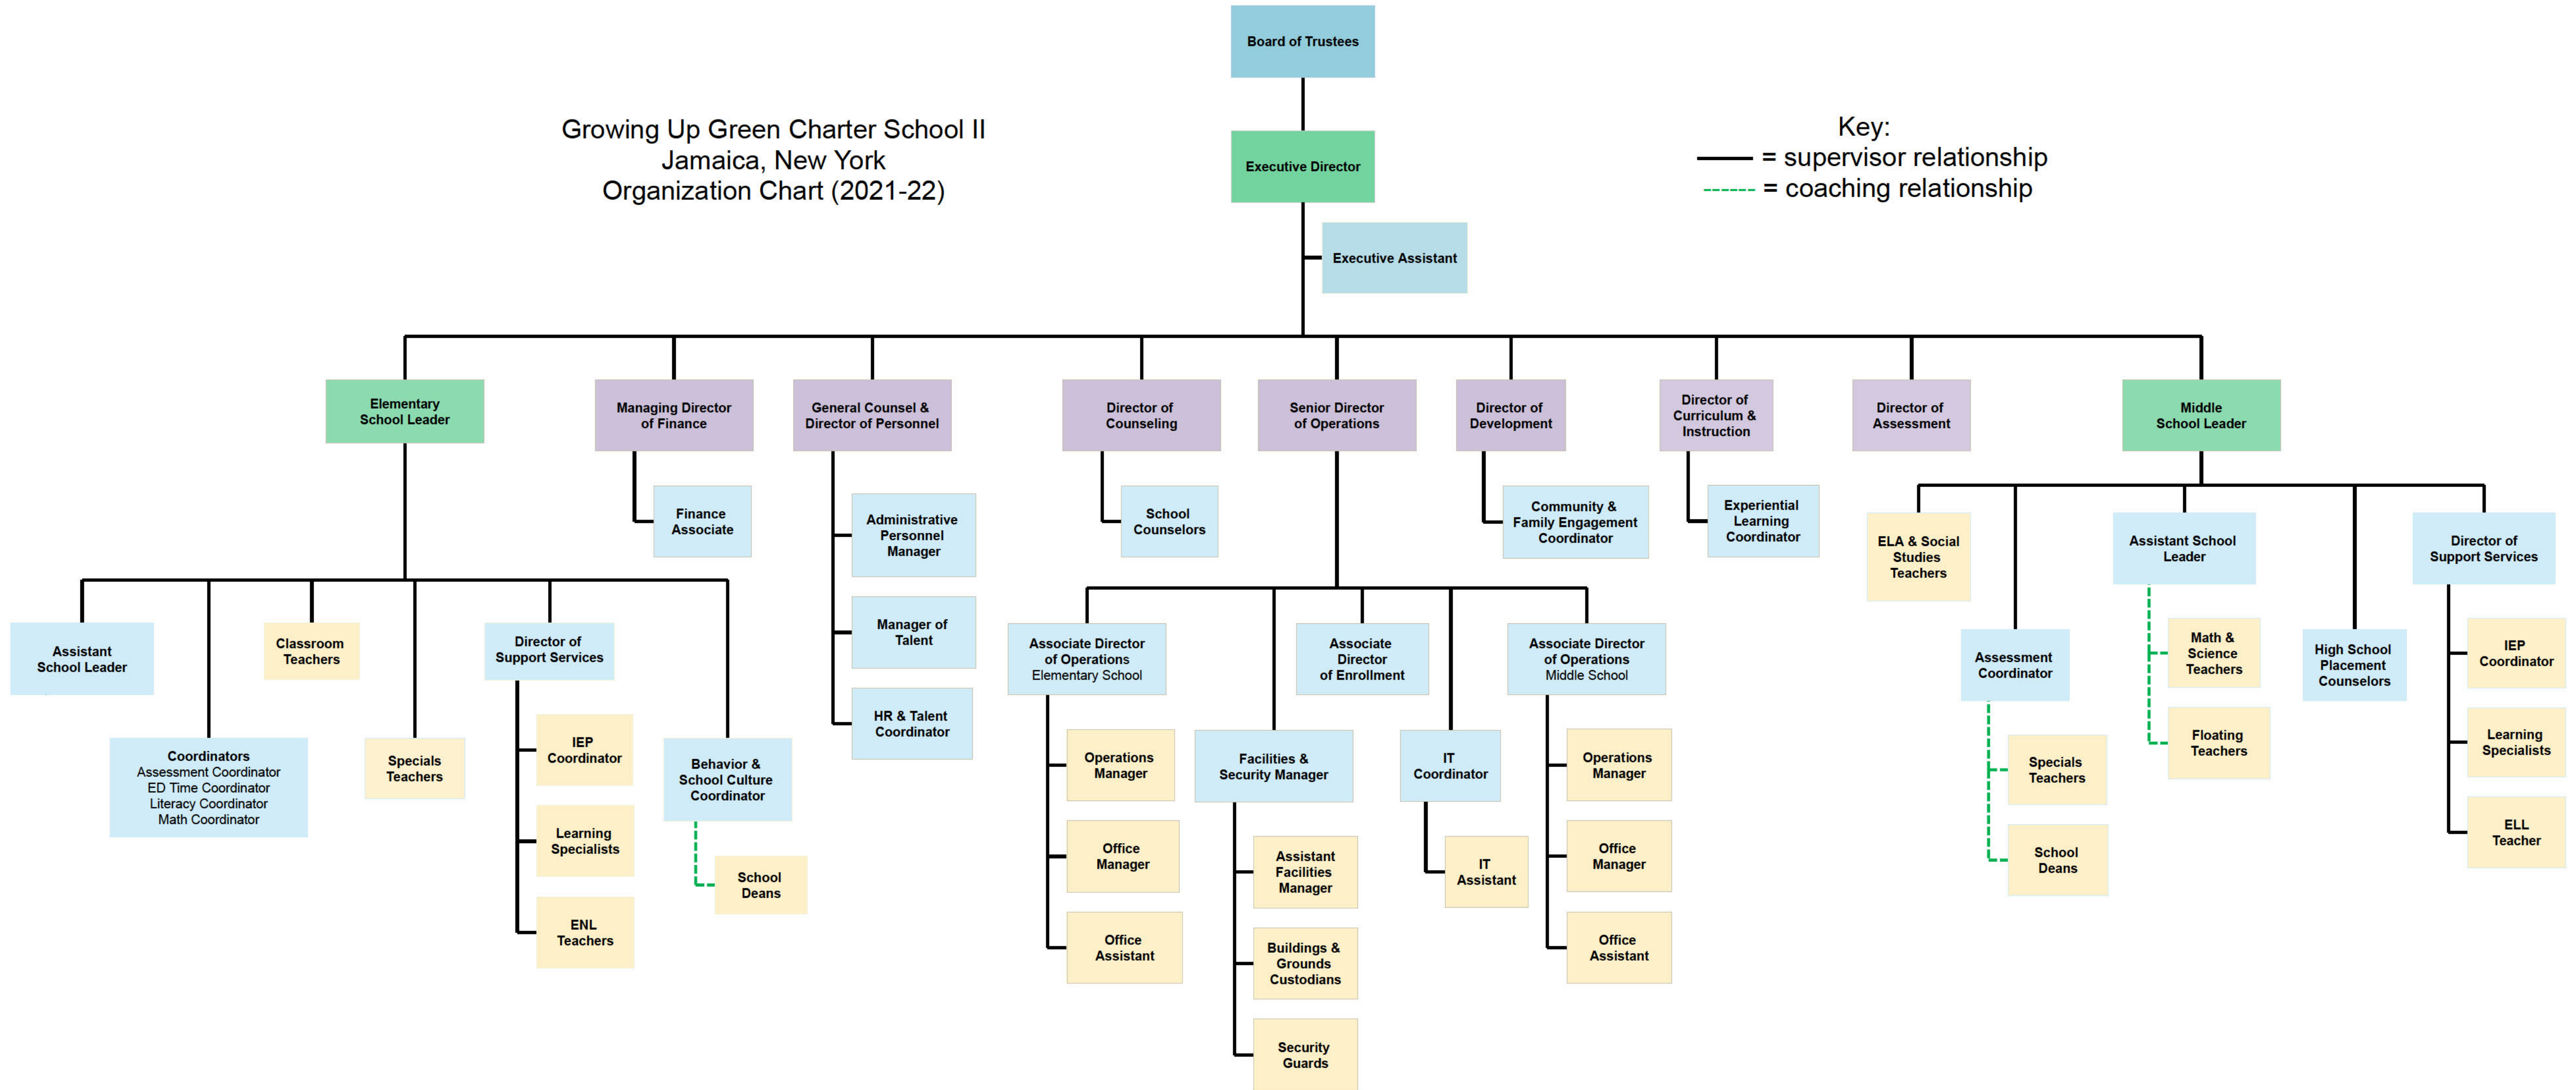 Board of Trustees
Growing Up Green Charter School II
Jamaica, New York
Organization Chart (2021-22)
Key:
= supervisor relationship
= coaching relationship
Executive Director
Executive Assistant
Elementary
School Leader
Managing Director
of Finance
General Counsel &
Director of Personnel
Director of
Counseling
Senior Director
of Operations
Director of
Development
Director of
Curriculum &
Instruction
Director of
Assessment
Middle
School Leader
Finance
Associate
Administrative
Personnel
Manager
Manager of
Talent
HR & Talent
Coordinator
School
Counselors
Community &
Family Engagement
Coordinator
Experiential
Learning
Coordinator
Assistant
School Leader
Coordinators
Assessment Coordinator
ED Time Coordinator
Literacy Coordinator
Math Coordinator
Classroom
Teachers
Specials
Teachers
Director of
Support Services
IEP
Coordinator
Learning
Specialists
ENL
Teachers
Behavior &
School Culture
Coordinator
School
Deans
Associate Director
of Operations
Elementary School
Operations
Manager
Office
Manager
Office
Assistant
Facilities &
Security Manager
Assistant
Facilities
Manager
Buildings &
Grounds
Custodians
Security
Guards
Associate
Director
of Enrollment
IT
Coordinator
IT
Assistant
Associate Director
of Operations
Middle School
Operations
Manager
Office
Manager
Office
Assistant
ELA & Social
Studies
Teachers
Assessment
Coordinator
Specials
Teachers
School
Deans
Assistant School
Leader
Math &
Science
Teachers
Floating
Teachers
High School
Placement
Counselors
Director of
Support Services
IEP
Coordinator
Learning
Specialists
ELL
Teacher